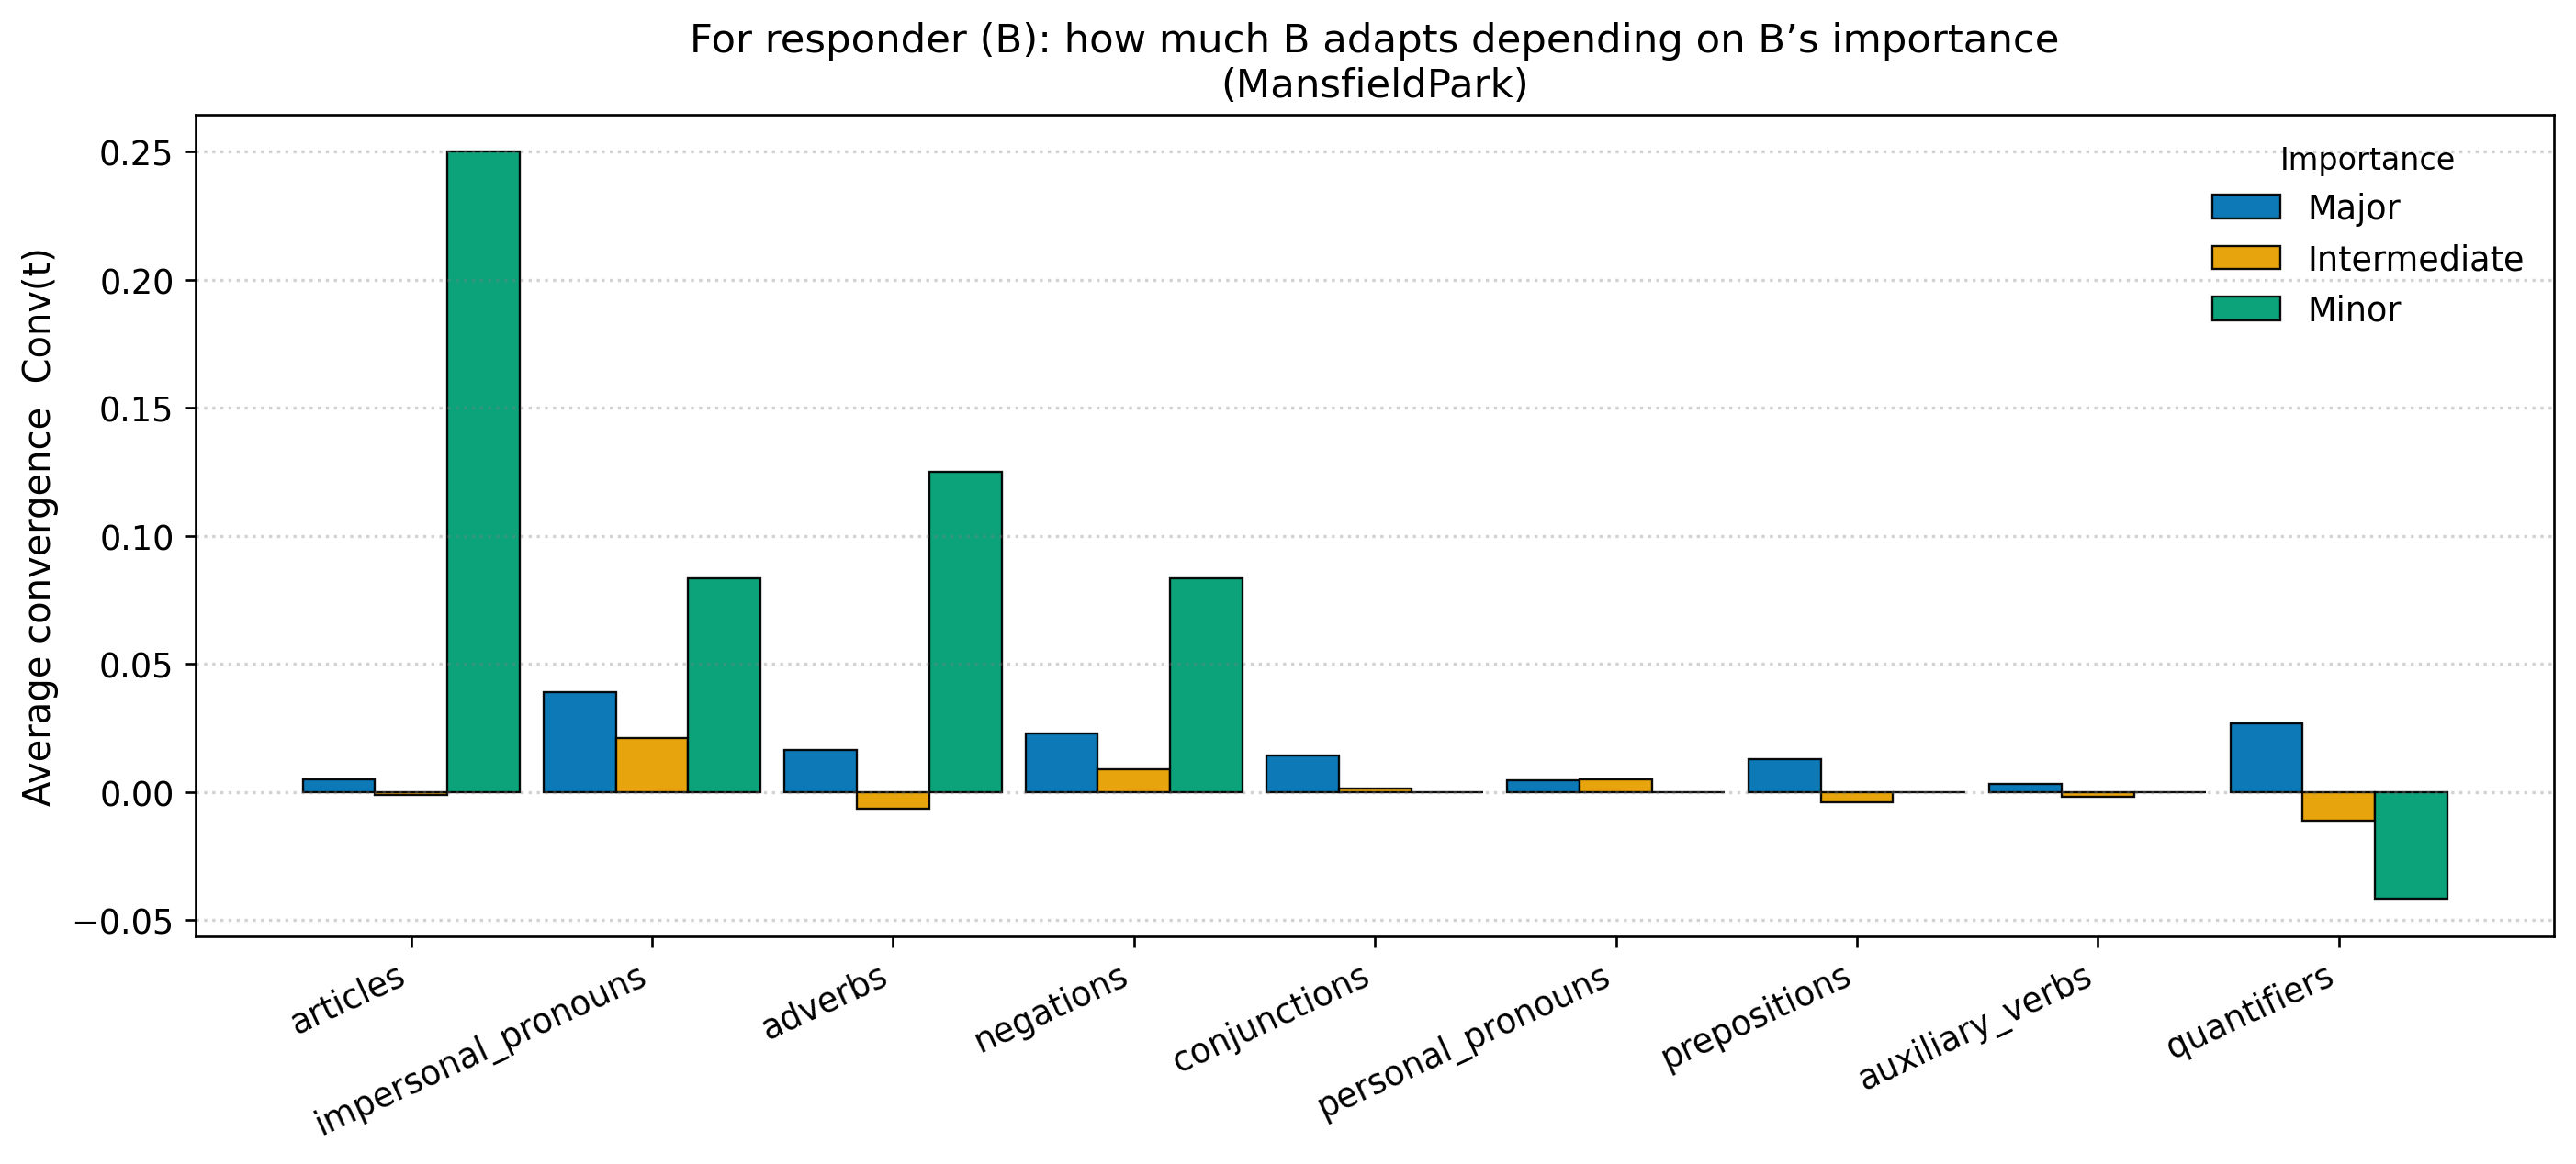 For responder (B): how much B adapts depending on B’s importance
(MansfieldPark)
Average convergence  Conv(t)
0.25
0.20
0.15
0.10
0.05
0.00
−0.05
Importance
Major
Intermediate
Minor
articles
impersonal_pronouns
adverbs
negations
conjunctions
personal_pronouns
prepositions
auxiliary_verbs
quantifiers